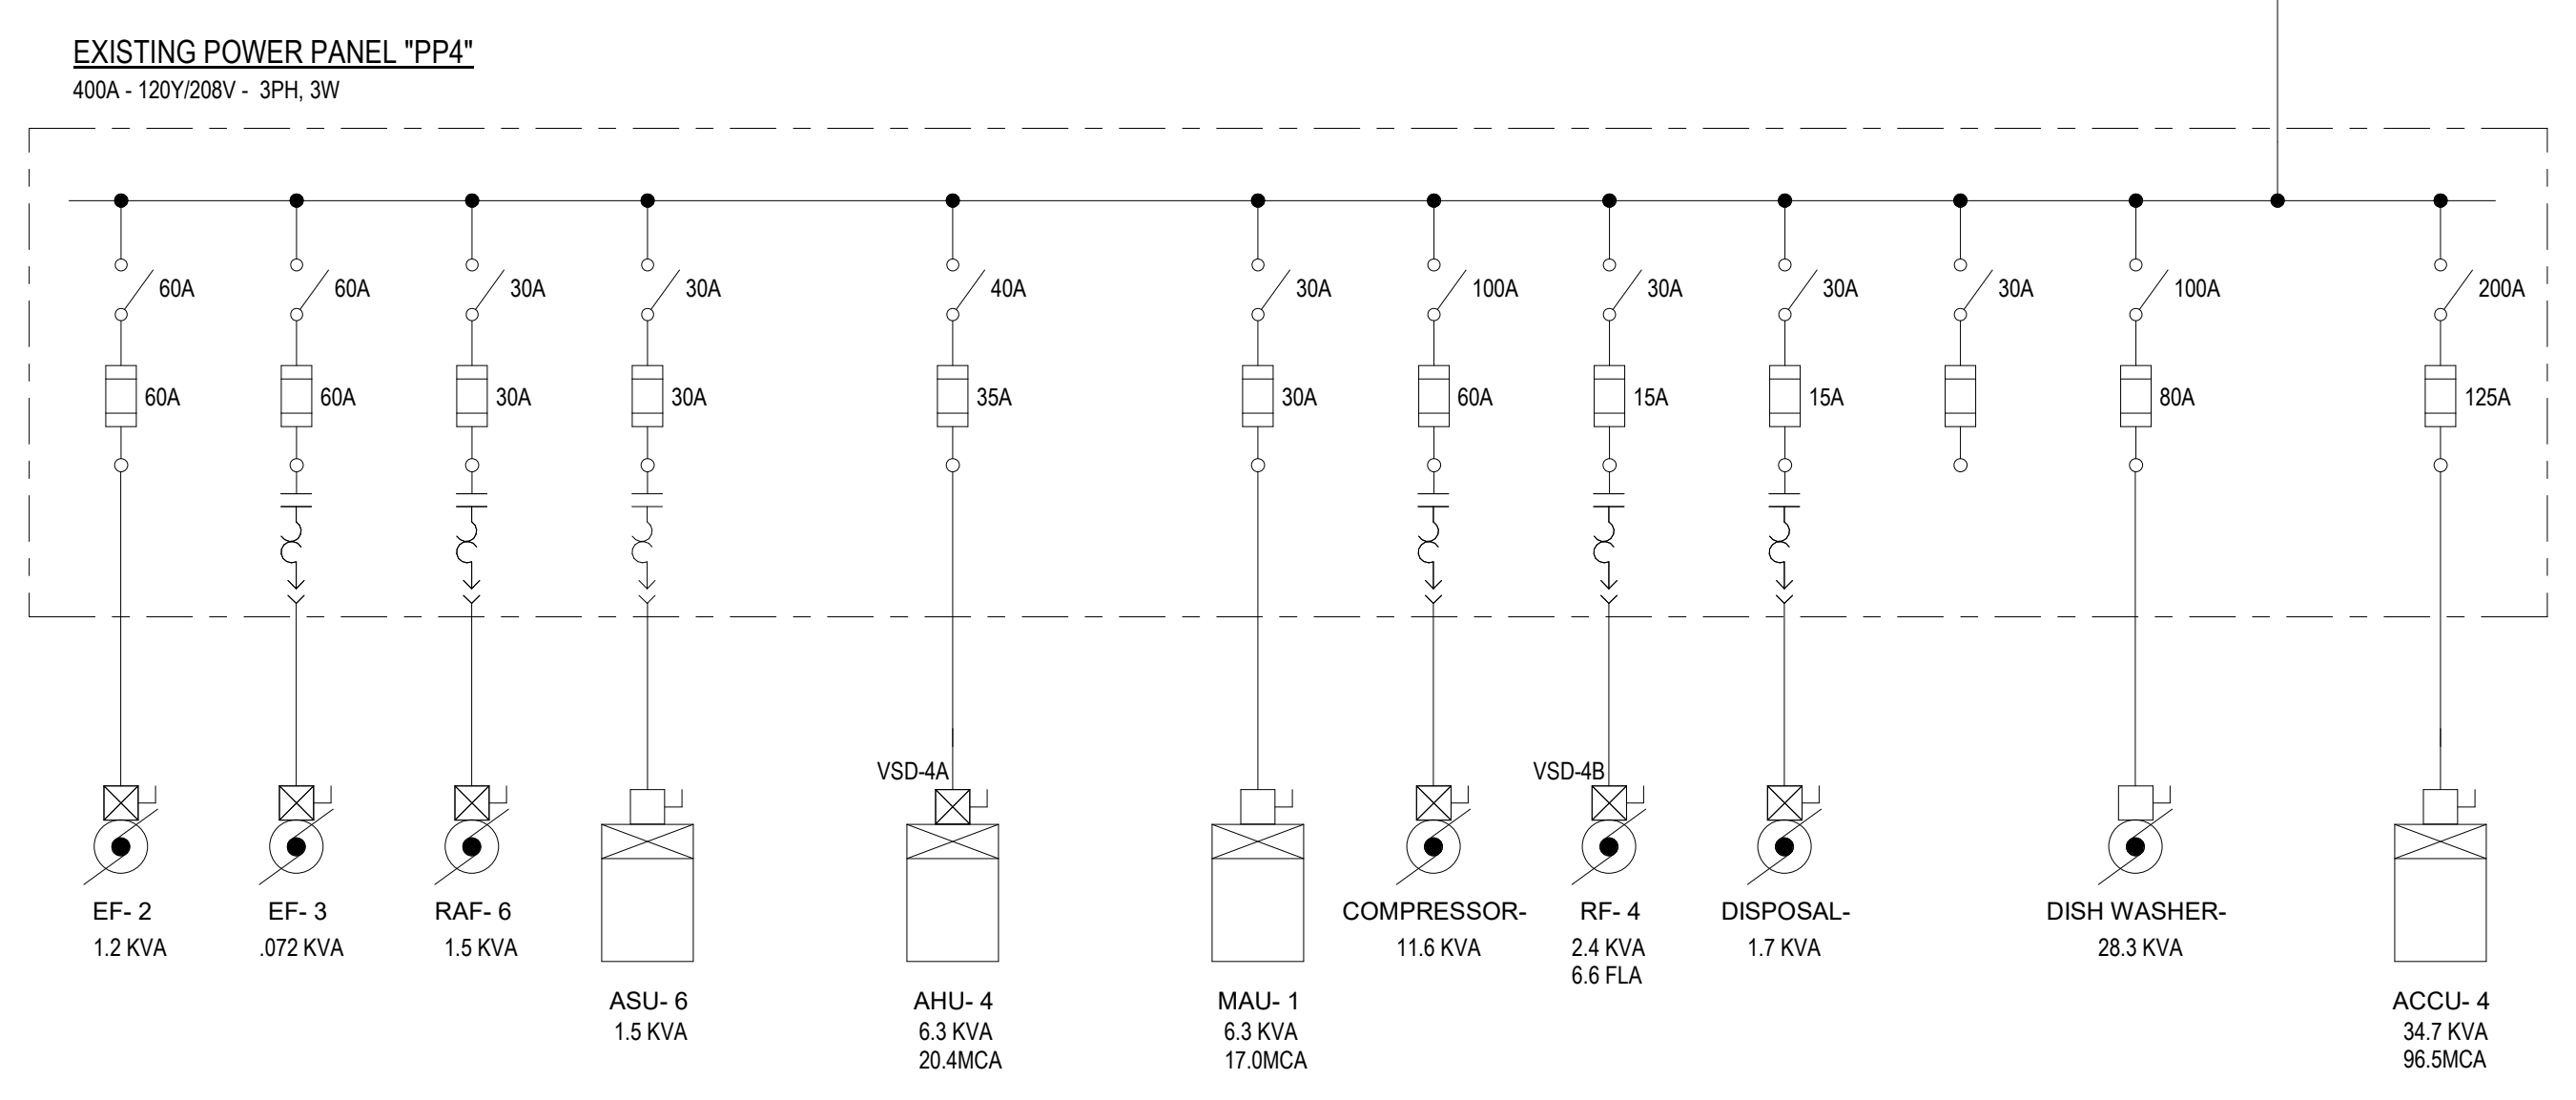 EXISTING POWER PANEL "PP4"
400A - 120Y/208V - 3PH, 3W
60A
60A
30A
30A
40A
30A
100A
30A
30A
30A
100A
200A
60A
60A
30A
30A
35A
30A
60A
15A
15A
80A
125A
VSD-4A
VSD-4B
EF- 2
1.2 KVA
EF- 3
.072 KVA
RAF- 6
1.5 KVA
ASU- 6
1.5 KVA
AHU- 4
6.3 KVA
20.4MCA
MAU- 1
6.3 KVA
17.0MCA
COMPRESSOR-
11.6 KVA
RF- 4
2.4 KVA
6.6 FLA
DISPOSAL-
1.7 KVA
DISH WASHER-
28.3 KVA
ACCU- 4
34.7 KVA
96.5MCA